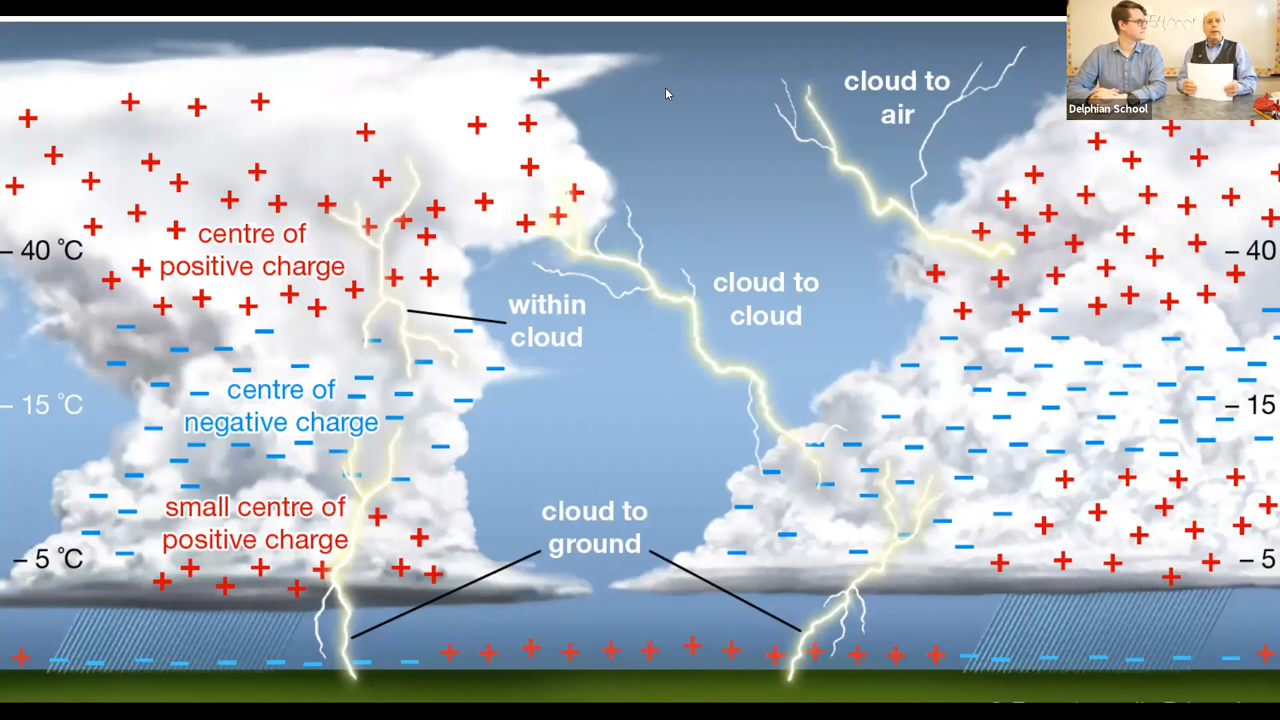 cloud to
air
Delphian School
centre of
positive charge
– 40 °C
– 40
within
cloud
cloud to
cloud
centre of
negative charge
– 15 °C
– 15
small centre of
positive charge
cloud to
ground
– 5 °C
– 5